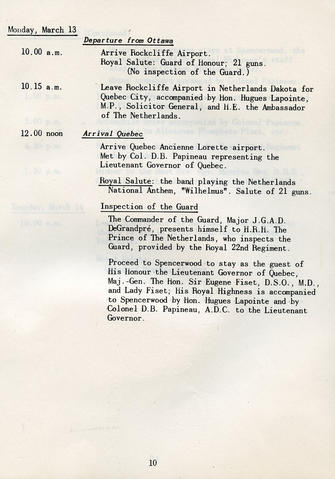 Monday, March 13
Departure from Ottawa
10.00 a.m. Arrive Rockcliffe Airport.
Royal Salute: Guard of Honour; 21 guns.
(No inspection of the Guard.)
10.15 a.m. Leave Rockcliff Airport in Netherlands Dakota for
Quebec City, accompanied by Hon. Hugues Lapointe,
M.P., Solicitor General, and H.E. the Ambassador
of The Netherlands.
12.00 noon Arrival Quebec
Arrive Quebec Ancienne Lorette airport.
Met by Col. D.B. Papineau representing the
Lieutenant Governor of Quebec.
Royal Salute: the band playing the Netherlands
National Anthem, "Wilhelmus". Salute of 21 guns.
Inspection of the Guard
The Commander of the Guard, Major J.G.A.D.
DeGrandpré, presents himself to H.R.H. The
Prince of The Netherlands, who inspects the
Guard, provided by the Royal 22nd Regiment.
Proceed to Spencerwood to stay as the guest of
His Honour the Lieutenant Governor of Quebec,
Maj.-Gen. The Hon. Sir Eugene Fiset, D.S.O., M.D.,
and Lady Fiset; His Royal Highness is accompanied
to Spencerwood by Hon. Hugues Lapointe and by
Colonel D.B. Papineau, A.D.C. to the Lieutenant
Governor.
10